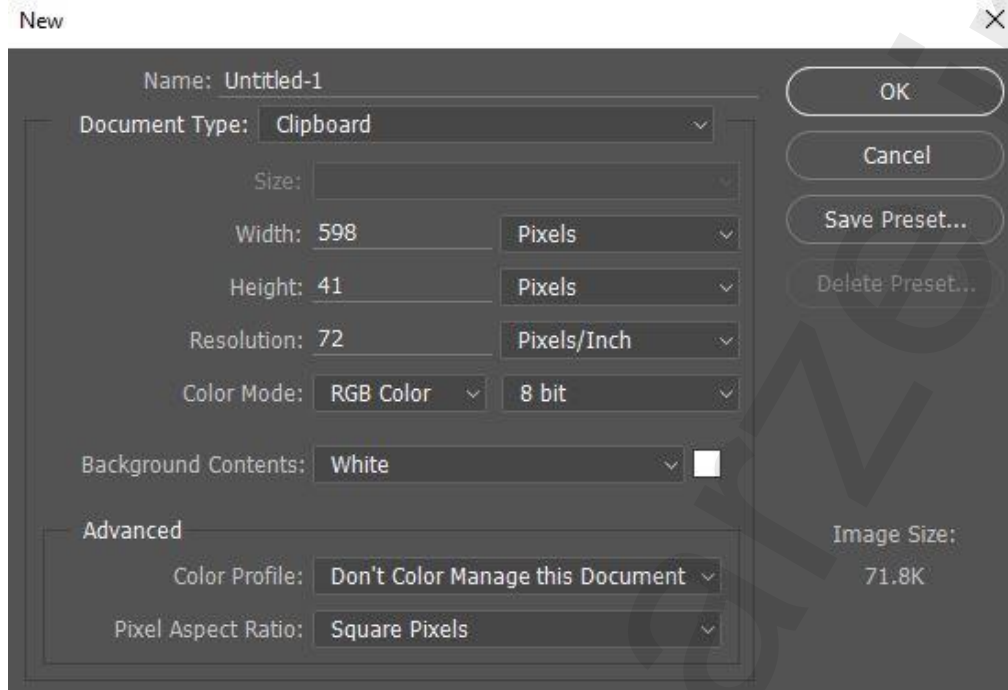 New
Name: Untitled-1
OK
Document Type: Clipboard
Cancel
Size:
Save Preset...
Width: 598 Pixels
Height: 41 Pixels
Delete Preset...
Resolution: 72 Pixels/Inch
Color Mode: RGB Color 8 bit
Background Contents: White
Advanced
Image Size:
71.8K
Color Profile: Don't Color Manage this Document
Pixel Aspect Ratio: Square Pixels